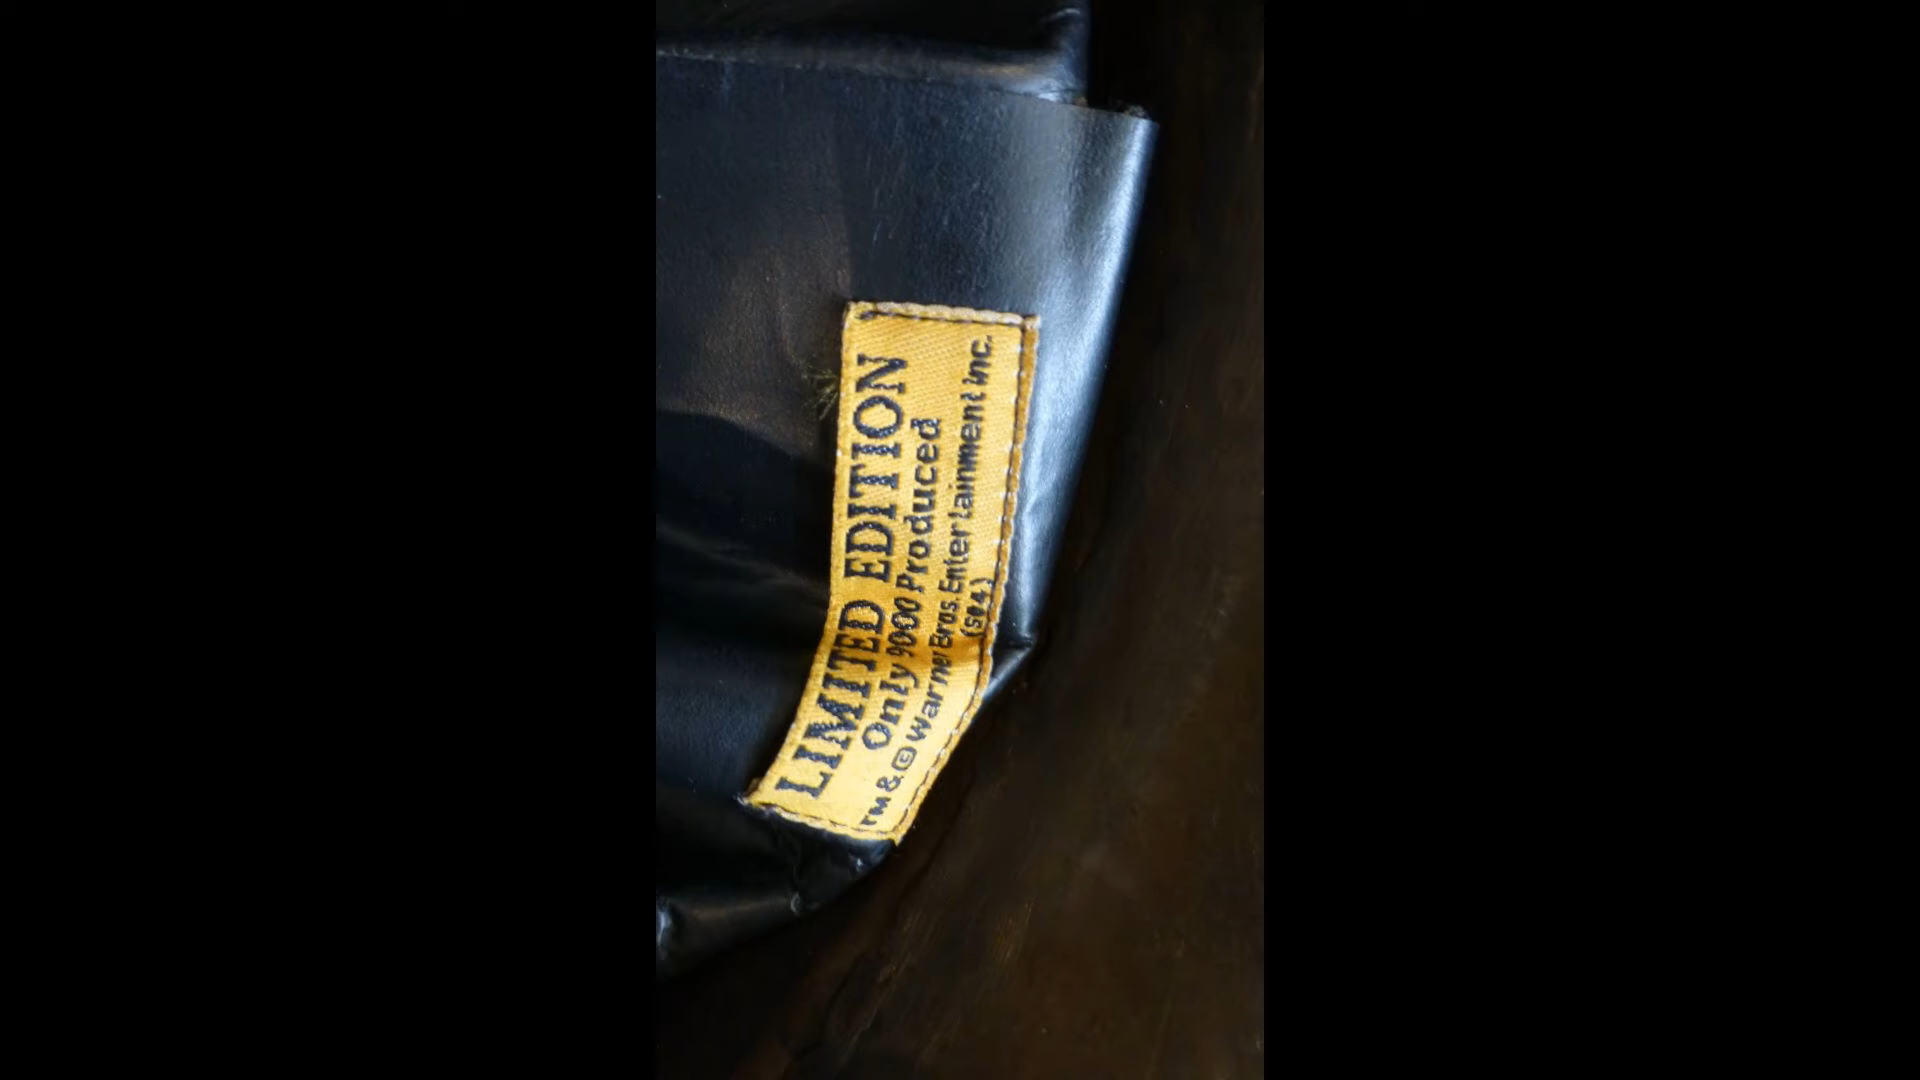 LIMITED EDITION
Only 9000 Produced
™ & © Warner Bros. Entertainment Inc.
(s04)